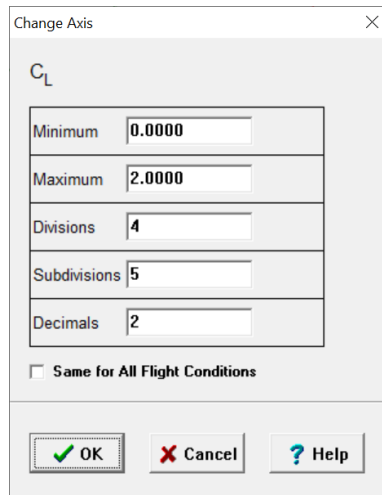 Change Axis
C_L
Minimum 0.0000
Maximum 2.0000
Divisions 4
Subdivisions 5
Decimals 2
Same for All Flight Conditions
OK Cancel ? Help